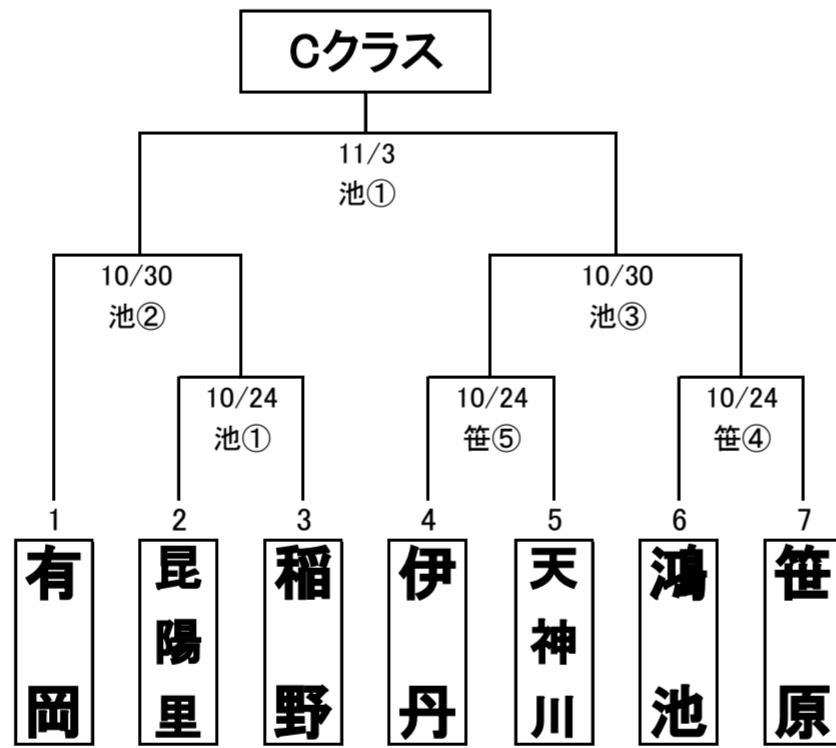 Cクラス
11/3
池①
10/30
池②
10/30
池③
10/24
池①
10/24
笹⑤
10/24
笹④
1
2
3
4
5
6
7
有岡
昆陽里
稲野
伊丹
天神川
鴻池
笹原